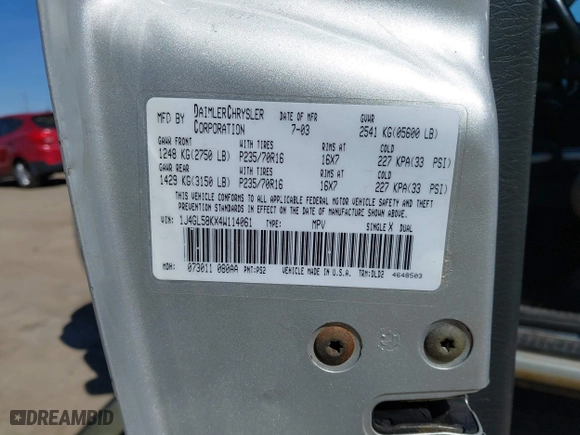 MFD BY DAIMLERCHRYSLER CORPORATION DATE OF MFR 7-03 GVWR 2541 KG(05600 LB)
GAWR FRONT WITH TIRES RIMS AT COLD
1248 KG(2750 LB) P235/70R16 16X7 227 KPA(33 PSI)
GAWR REAR WITH TIRES RIMS AT COLD
1429 KG(3150 LB) P235/70R16 16X7 227 KPA(33 PSI)
THIS VEHICLE CONFORMS TO ALL APPLICABLE FEDERAL MOTOR VEHICLE SAFETY AND THEFT
PREVENTION STANDARDS IN EFFECT ON THE DATE OF MANUFACTURE SHOWN ABOVE.
VIN: 1J4GL58KX4W114061 TYPE: MPV SINGLE X DUAL
MDH: 073011 080AA PNT:PS2 VEHICLE MADE IN U.S.A. TRM:DLD2 4648503
DREAMBID